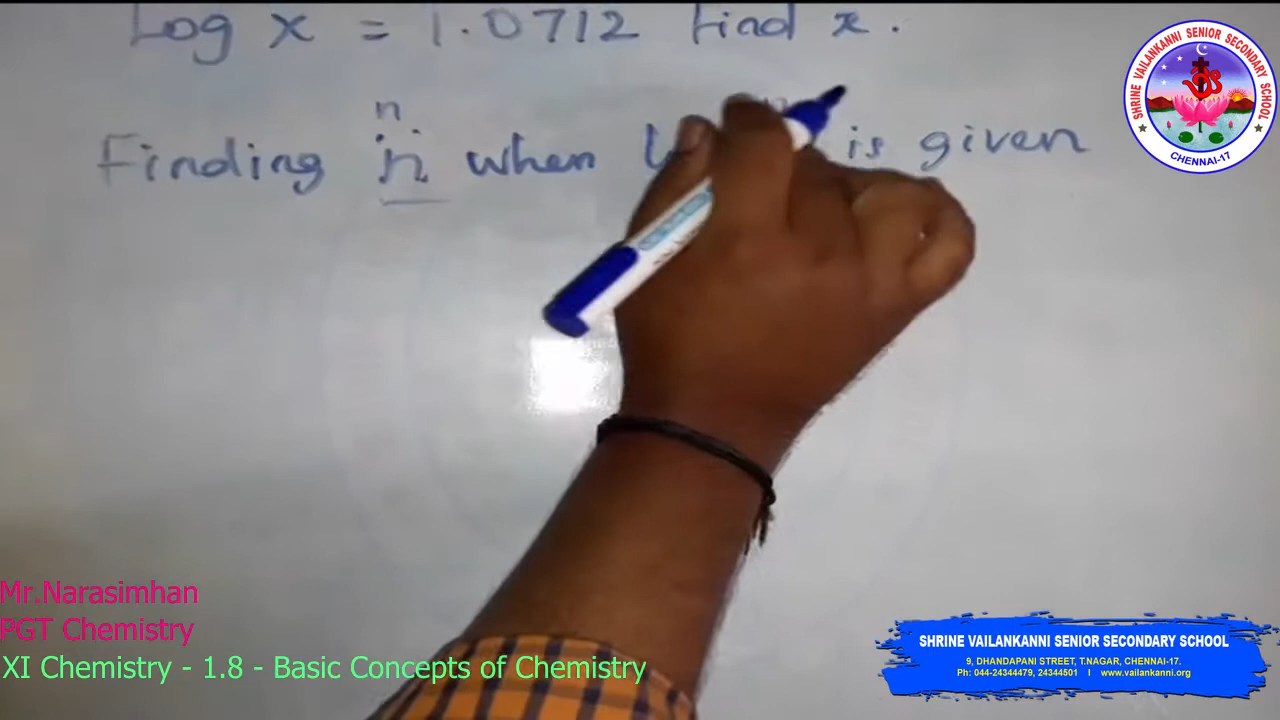 Log x = 1.0712 find x.
n
Finding n when is given
SHRINE VAILANKANNI SENIOR SECONDARY SCHOOL
CHENNAI-17
Mr.Narasimhan
PGT Chemistry
XI Chemistry - 1.8 - Basic Concepts of Chemistry
SHRINE VAILANKANNI SENIOR SECONDARY SCHOOL
9, DHANDAPANI STREET, T.NAGAR, CHENNAI-17.
Ph: 044-24344479, 24344501 I www.vailankanni.org